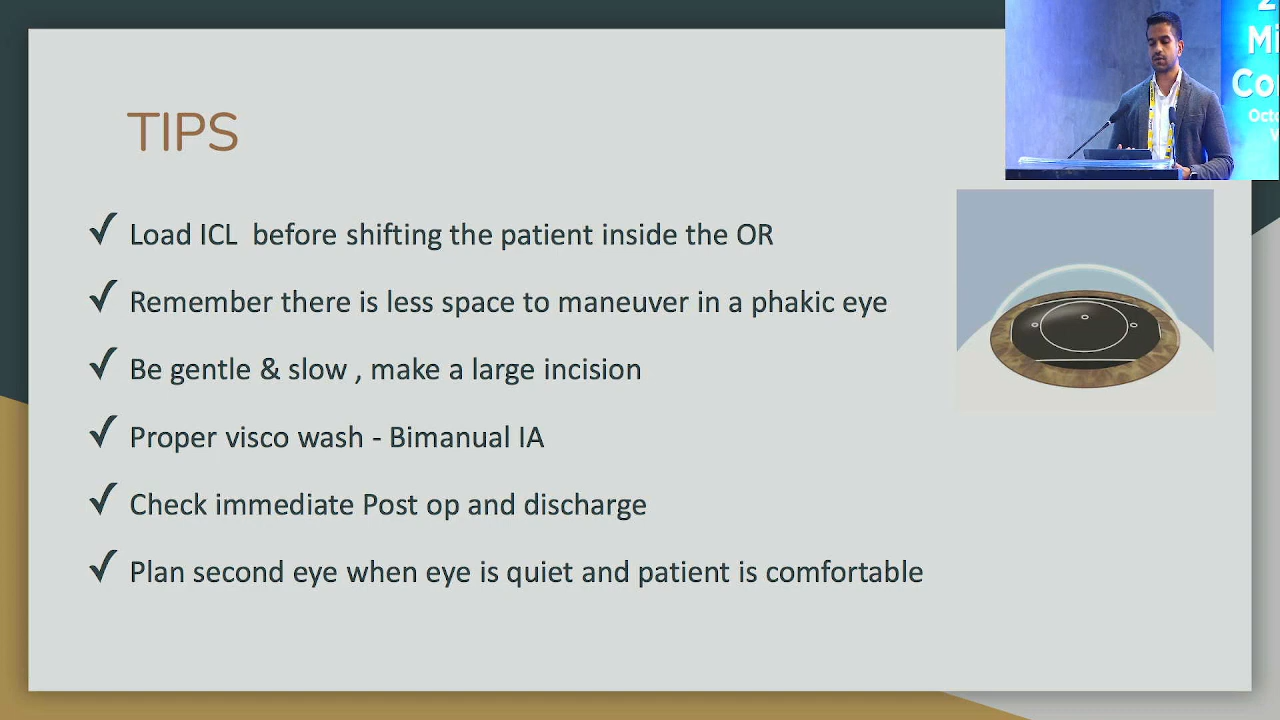 TIPS
Load ICL before shifting the patient inside the OR
Remember there is less space to maneuver in a phakic eye
Be gentle & slow , make a large incision
Proper visco wash - Bimanual IA
Check immediate Post op and discharge
Plan second eye when eye is quiet and patient is comfortable